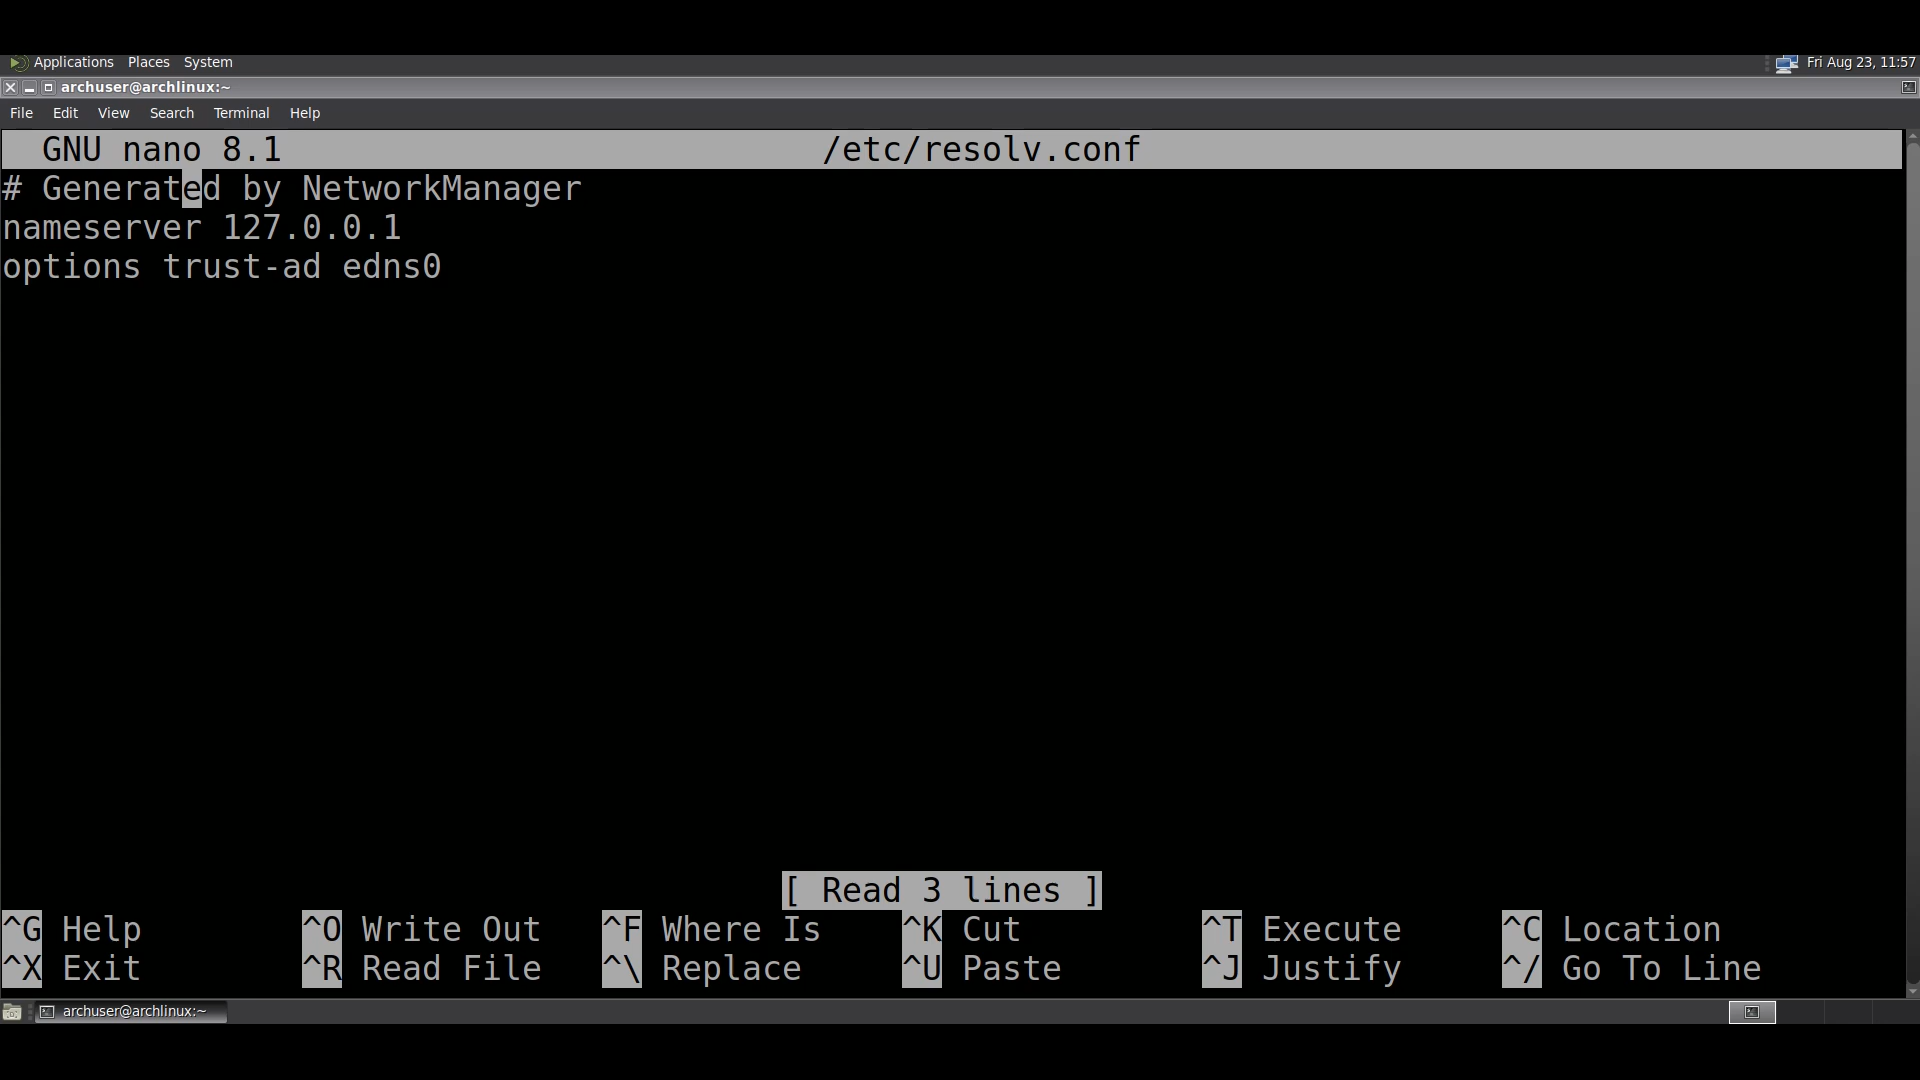 Applications Places System Fri Aug 23, 11:57
archuser@archlinux:~
File Edit View Search Terminal Help
GNU nano 8.1 /etc/resolv.conf
# Generated by NetworkManager
nameserver 127.0.0.1
options trust-ad edns0
[ Read 3 lines ]
^G Help ^O Write Out ^F Where Is ^K Cut ^T Execute ^C Location
^X Exit ^R Read File ^\ Replace ^U Paste ^J Justify ^/ Go To Line
archuser@archlinux:~